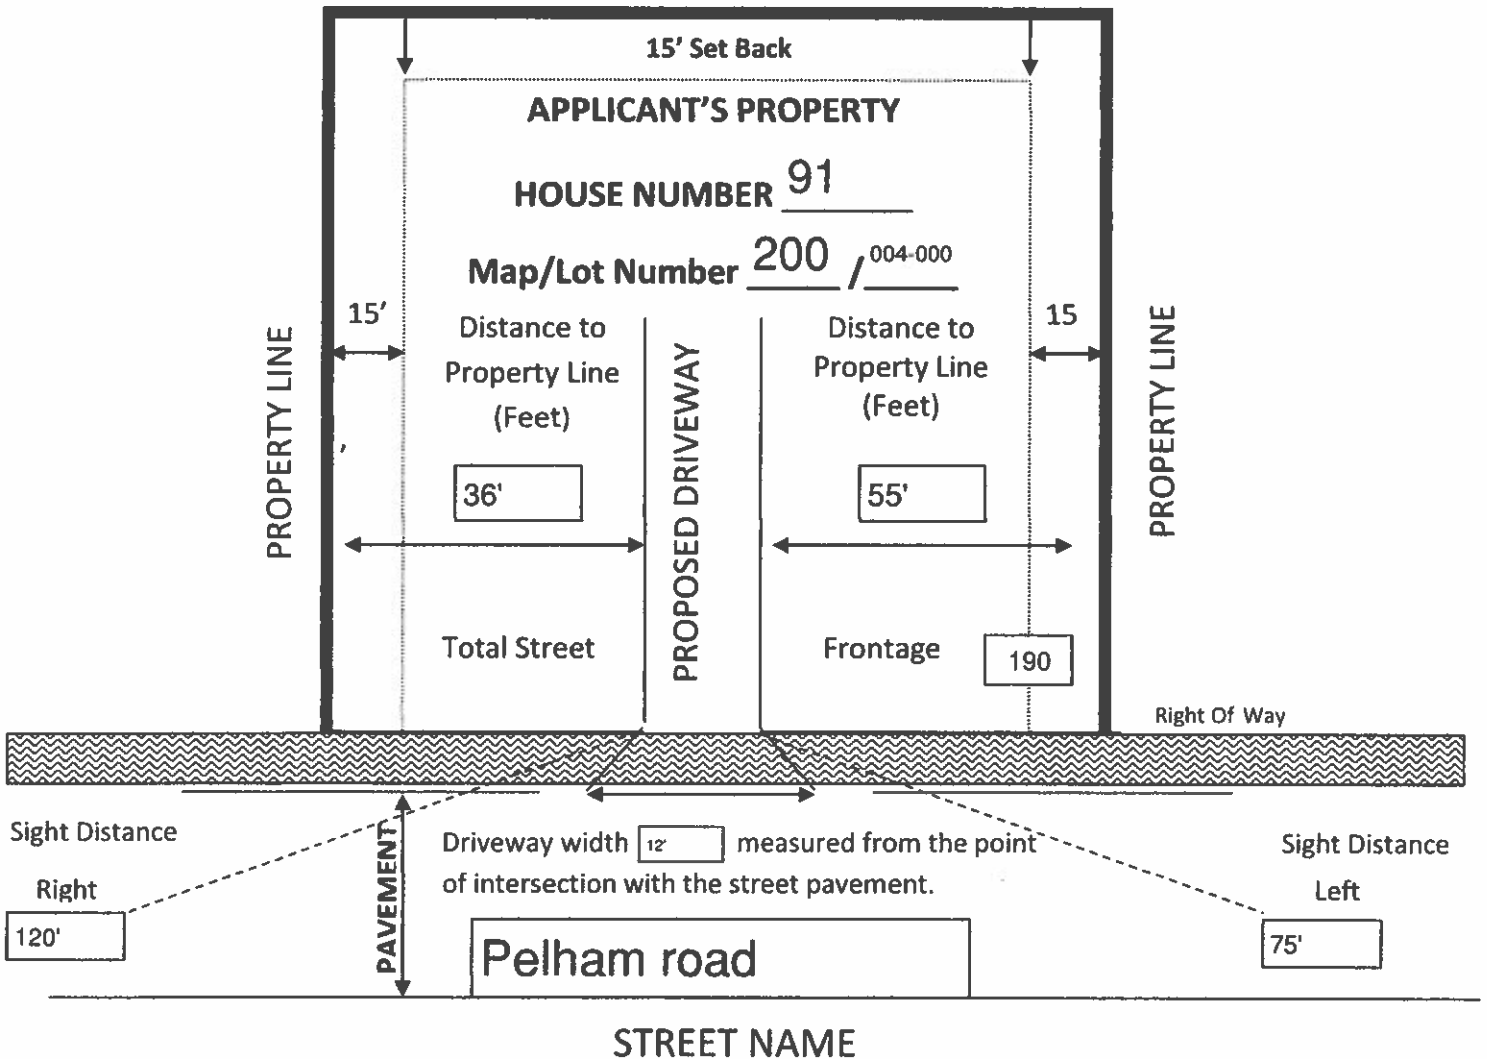 15' Set Back
APPLICANT'S PROPERTY
HOUSE NUMBER 91
Map/Lot Number 200 / 004-000
15'
15
PROPERTY LINE
Distance to
Property Line
(Feet)
36'
PROPOSED DRIVEWAY
Distance to
Property Line
(Feet)
55'
PROPERTY LINE
Total Street Frontage 190
Right Of Way
Sight Distance
Right
120'
PAVEMENT
Driveway width 12' measured from the point
of intersection with the street pavement.
Sight Distance
Left
75'
Pelham road
STREET NAME